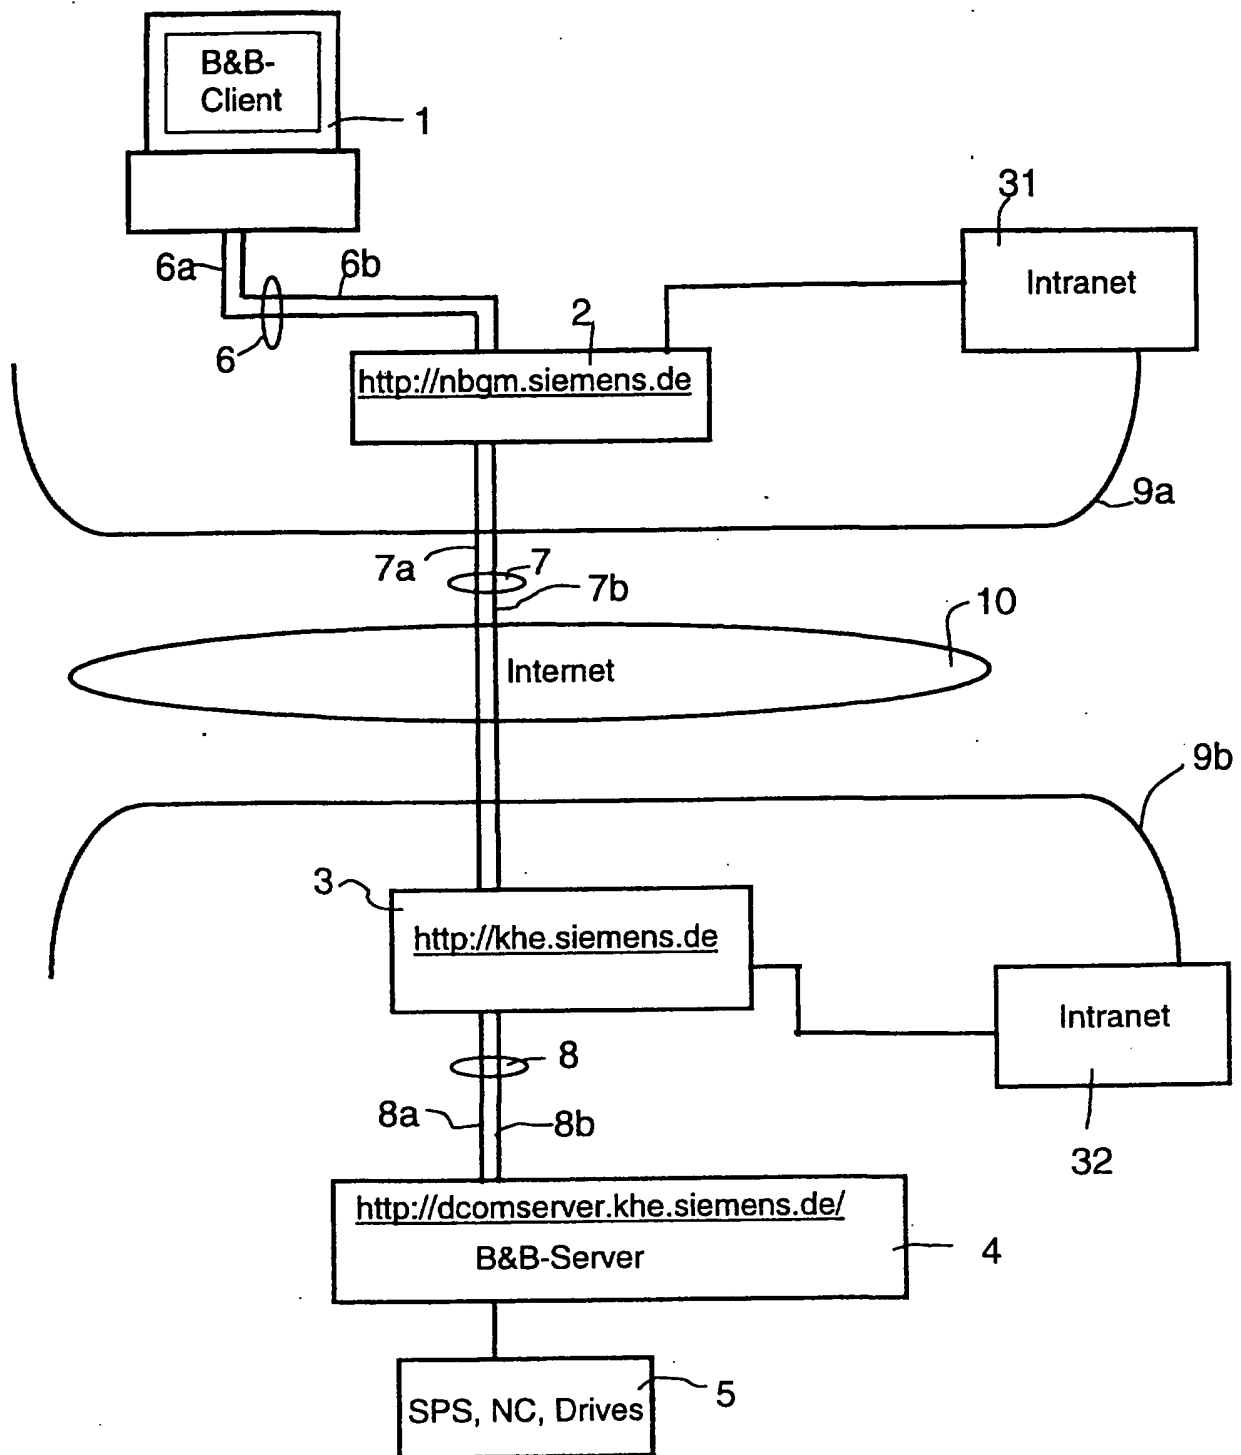 B&B-
Client
1
31
Intranet
6a
6b
6
2
http://nbgm.siemens.de
9a
7a
7
7b
10
Internet
9b
3
http://khe.siemens.de
Intranet
8
8a
8b
32
http://dcomserver.khe.siemens.de/
B&B-Server
4
SPS, NC, Drives
5